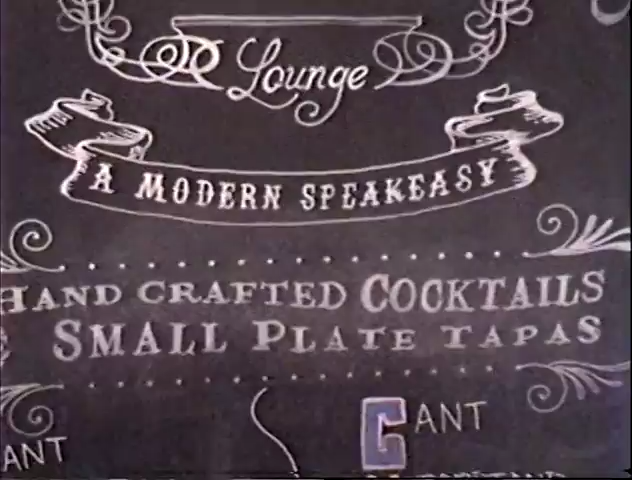 Lounge
A MODERN SPEAKEASY
HAND CRAFTED COCKTAILS
SMALL PLATE TAPAS
CANT
ANT